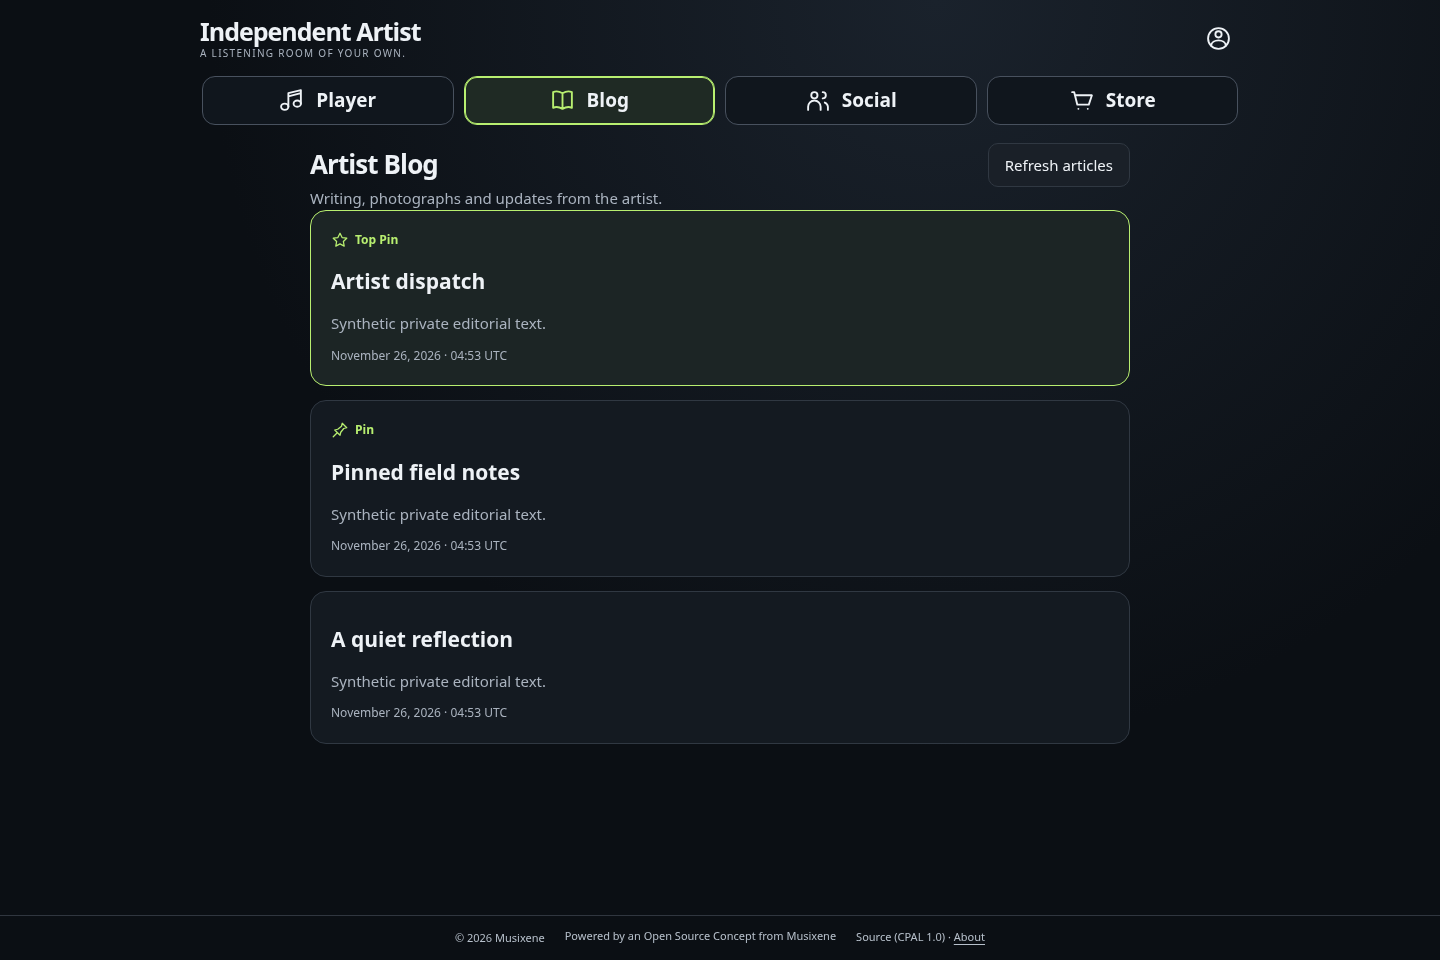 Independent Artist
A LISTENING ROOM OF YOUR OWN.
Player
Blog
Social
Store
Artist Blog
Refresh articles
Writing, photographs and updates from the artist.
Top Pin
Artist dispatch
Synthetic private editorial text.
November 26, 2026 · 04:53 UTC
Pin
Pinned field notes
Synthetic private editorial text.
November 26, 2026 · 04:53 UTC
A quiet reflection
Synthetic private editorial text.
November 26, 2026 · 04:53 UTC
© 2026 Musixene
Powered by an Open Source Concept from Musixene
Source (CPAL 1.0) · About